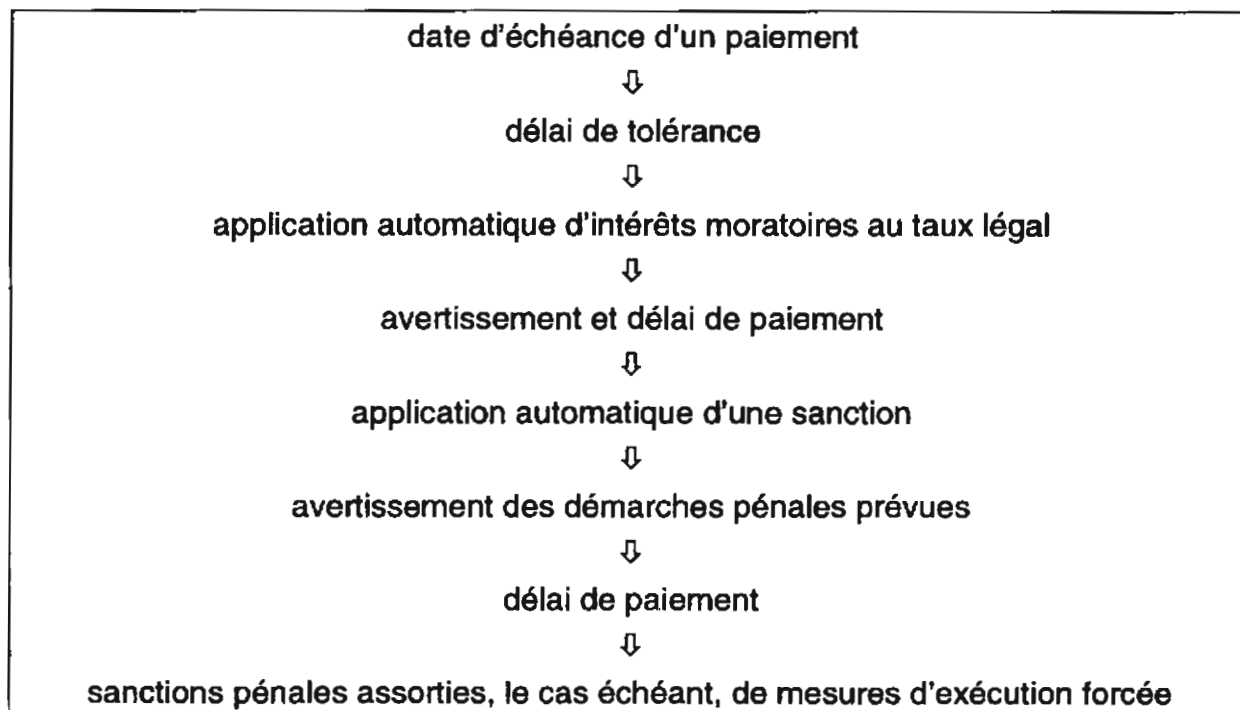 date d'échéance d'un paiement
⇩
délai de tolérance
⇩
application automatique d'intérêts moratoires au taux légal
⇩
avertissement et délai de paiement
⇩
application automatique d'une sanction
⇩
avertissement des démarches pénales prévues
⇩
délai de paiement
⇩
sanctions pénales assorties, le cas échéant, de mesures d'exécution forcée